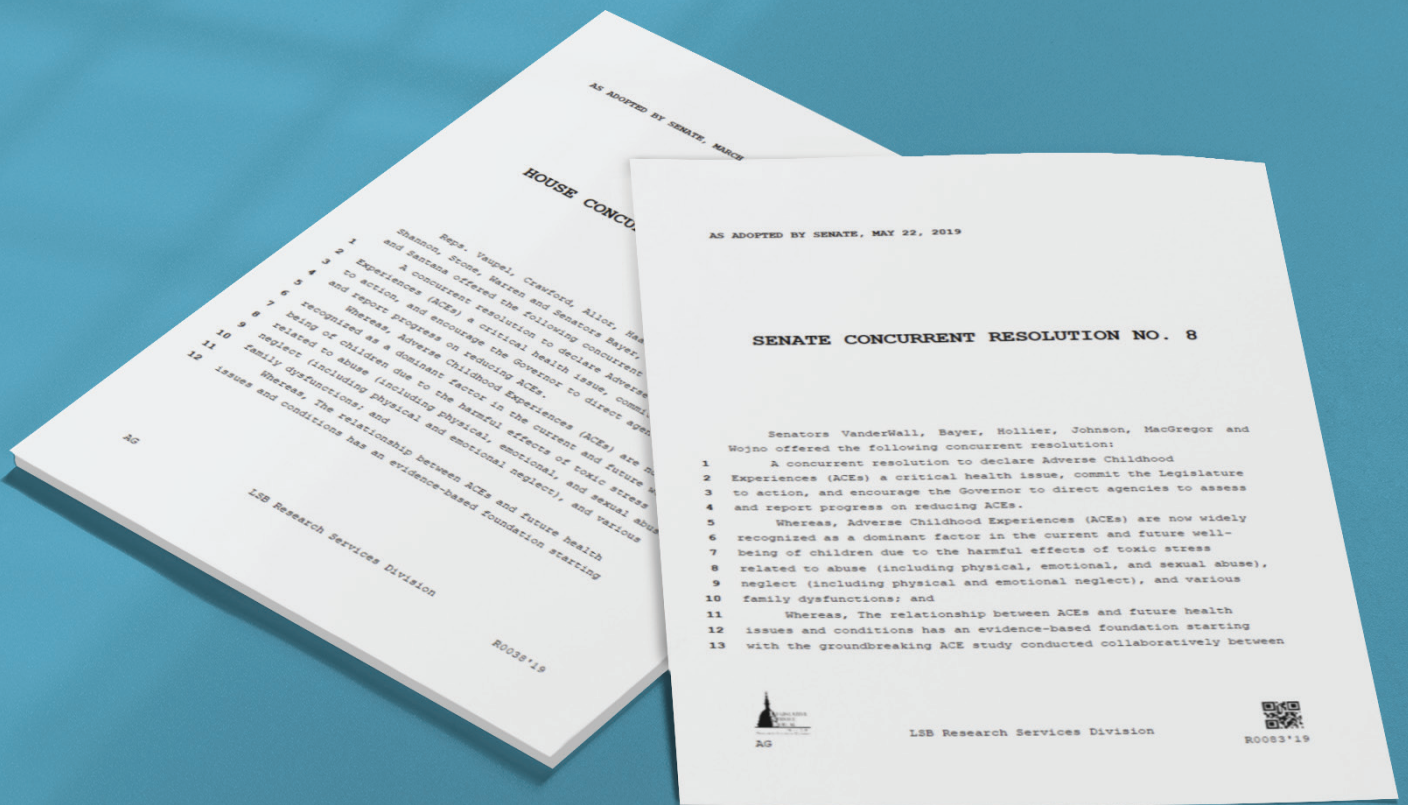 AS ADOPTED BY SENATE, MARCH
HOUSE CONCU
Reps. Vaupel, Crawford, Allor, Haa
Shannon, Stone, Warren and Senators Bayer,
and Santana offered the following concurrent
1 A concurrent resolution to declare Adverse
2 Experiences (ACEs) a critical health issue, commi
3 to action, and encourage the Governor to direct agen
4 and report progress on reducing ACEs.
5 Whereas, Adverse Childhood Experiences (ACEs) are no
6 recognized as a dominant factor in the current and future w
7 being of children due to the harmful effects of toxic stress
8 related to abuse (including physical, emotional, and sexual abus
9 neglect (including physical and emotional neglect), and various
10 family dysfunctions; and
11 Whereas, The relationship between ACEs and future health
12 issues and conditions has an evidence-based foundation starting
AG
LSB Research Services Division
R0038'19
AS ADOPTED BY SENATE, MAY 22, 2019
SENATE CONCURRENT RESOLUTION NO. 8
Senators VanderWall, Bayer, Hollier, Johnson, MacGregor and
Wojno offered the following concurrent resolution:
1 A concurrent resolution to declare Adverse Childhood
2 Experiences (ACEs) a critical health issue, commit the Legislature
3 to action, and encourage the Governor to direct agencies to assess
4 and report progress on reducing ACEs.
5 Whereas, Adverse Childhood Experiences (ACEs) are now widely
6 recognized as a dominant factor in the current and future well-
7 being of children due to the harmful effects of toxic stress
8 related to abuse (including physical, emotional, and sexual abuse),
9 neglect (including physical and emotional neglect), and various
10 family dysfunctions; and
11 Whereas, The relationship between ACEs and future health
12 issues and conditions has an evidence-based foundation starting
13 with the groundbreaking ACE study conducted collaboratively between
AG
LSB Research Services Division
R0083'19